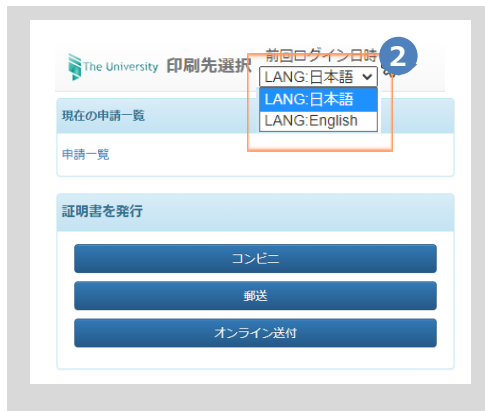 The University 印刷先選択 前回ログイン日時
2
LANG:日本語
LANG:日本語
LANG:English
現在の申請一覧
申請一覧
証明書を発行
コンビニ
郵送
オンライン送付